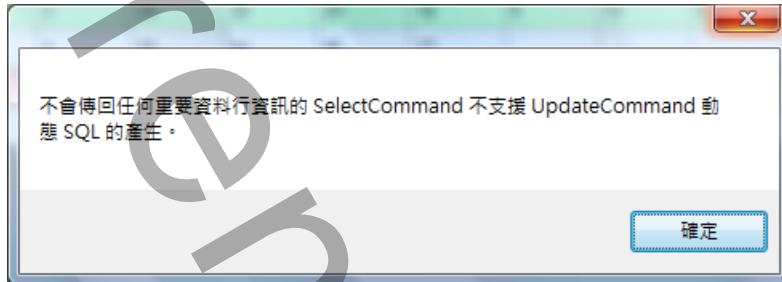 不會傳回任何重要資料行資訊的 SelectCommand 不支援 UpdateCommand 動
態 SQL 的產生。
確定